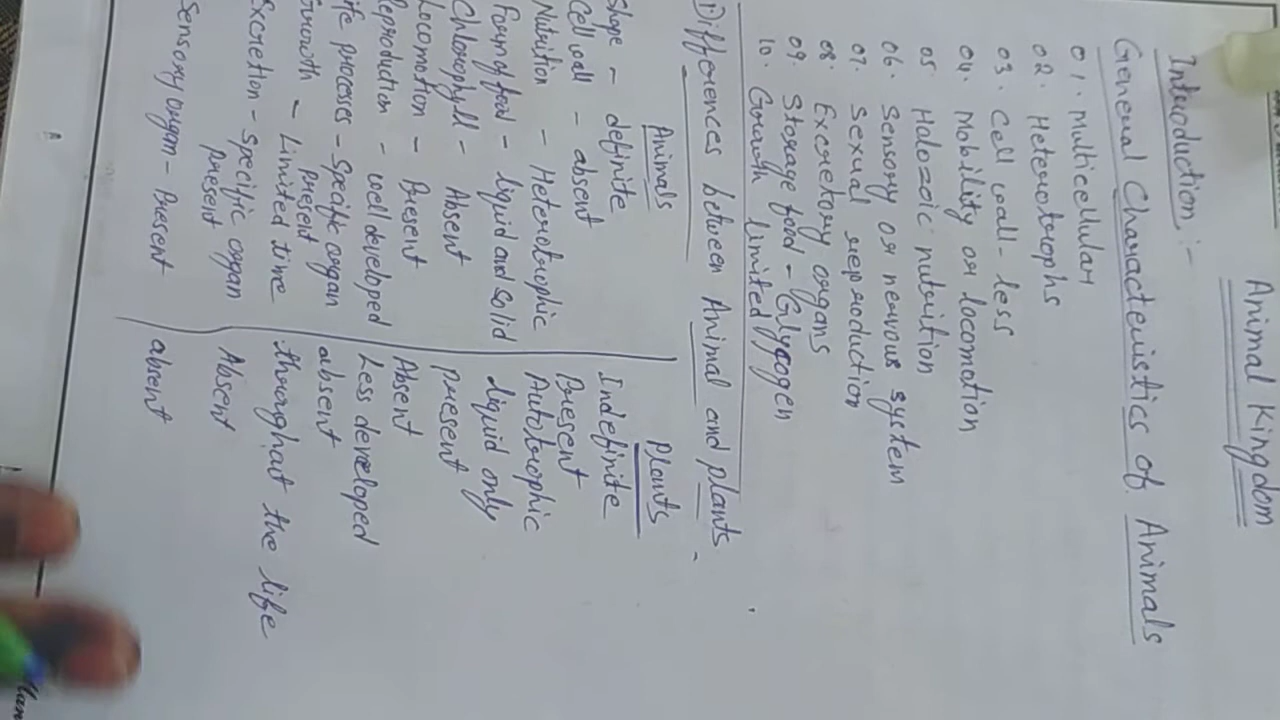 Animal Kingdom
Introduction :-
General Characteristics of Animals
01. Multicellular
02. Heterotrophs
03. Cell wall-less
04. Mobility or locomotion
05. Holozoic nutrition
06. Sensory or nervous system
07. Sexual reproduction
08. Excretory organs
09. Storage food - Glycogen
10. Growth limited
Differences between Animal and plants
Animals Plants
Shape - definite Indefinite
Cell wall - absent Present
Nutrition - Heterotrophic Autotrophic
Form of food - liquid and solid liquid only
Chlorophyll - Absent present
Locomotion - Present Absent
Reproduction - well developed Less developed
life processes - Specific organ absent
present
Growth - Limited time throughout the life
Excretion - Specific organ Absent
present
Sensory organ - Present absent